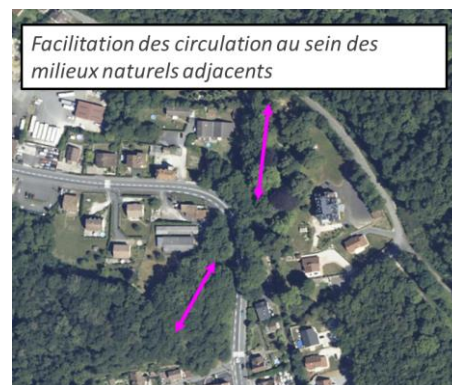 Facilitation des circulation au sein des
milieux naturels adjacents